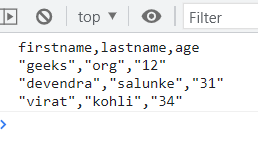 top
Filter
firstname,lastname,age
"geeks","org","12"
"devendra","salunke","31"
"virat","kohli","34"